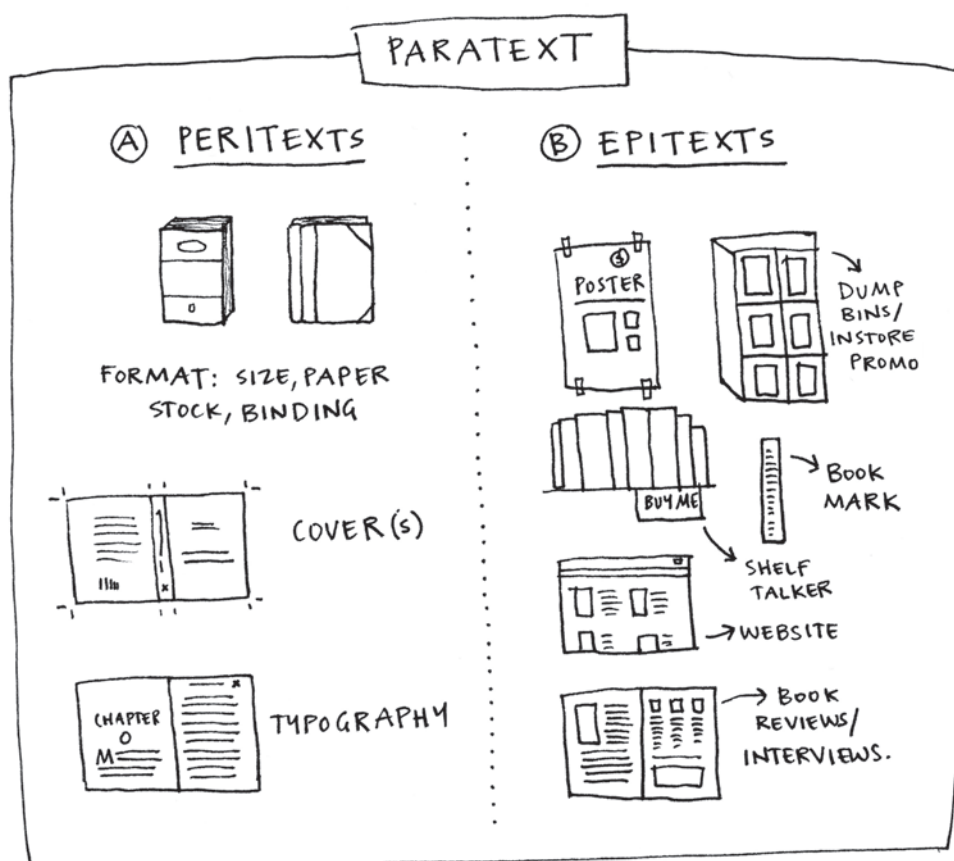 PARATEXT
A PERITEXTS
FORMAT: SIZE, PAPER
STOCK, BINDING
COVER(S)
CHAPTER
O
M
TYPOGRAPHY
B EPITEXTS
POSTER
DUMP
BINS/
INSTORE
PROMO
BUY ME
BOOK
MARK
SHELF
TALKER
WEBSITE
BOOK
REVIEWS/
INTERVIEWS.